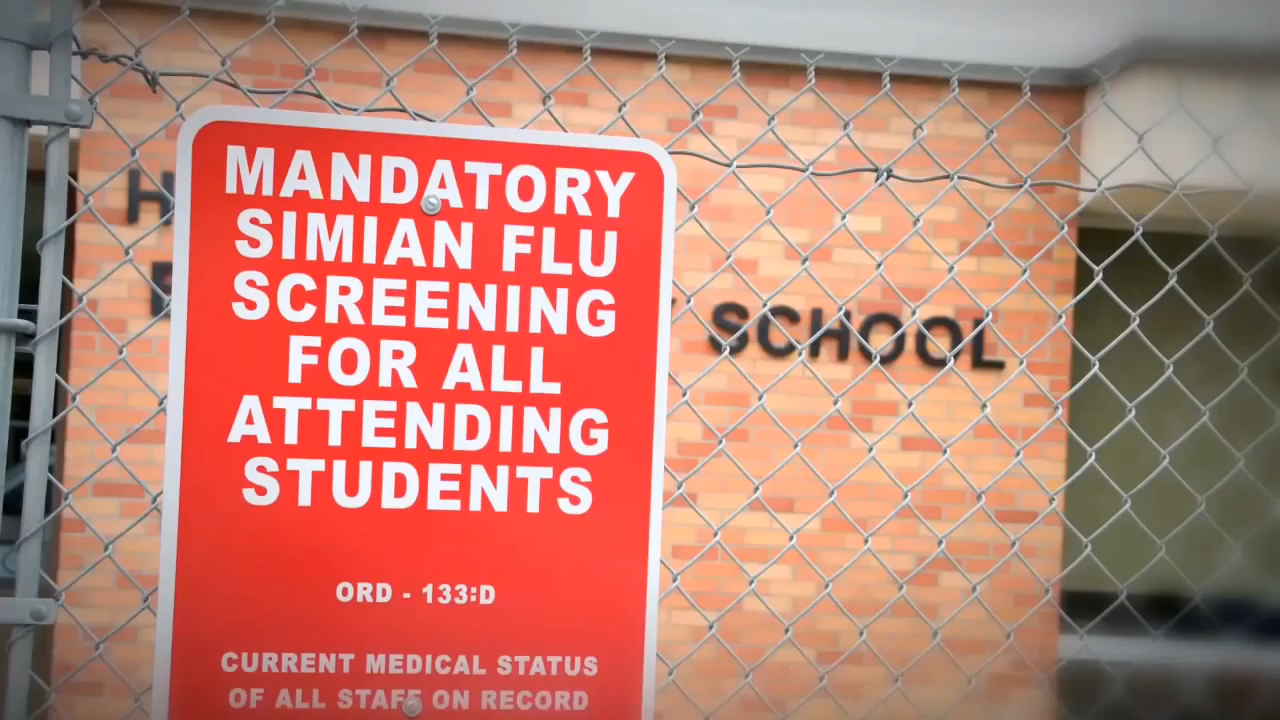 MANDATORY
SIMIAN FLU
SCREENING
FOR ALL
ATTENDING
STUDENTS
ORD - 133:D
CURRENT MEDICAL STATUS
OF ALL STAFF ON RECORD
SCHOOL